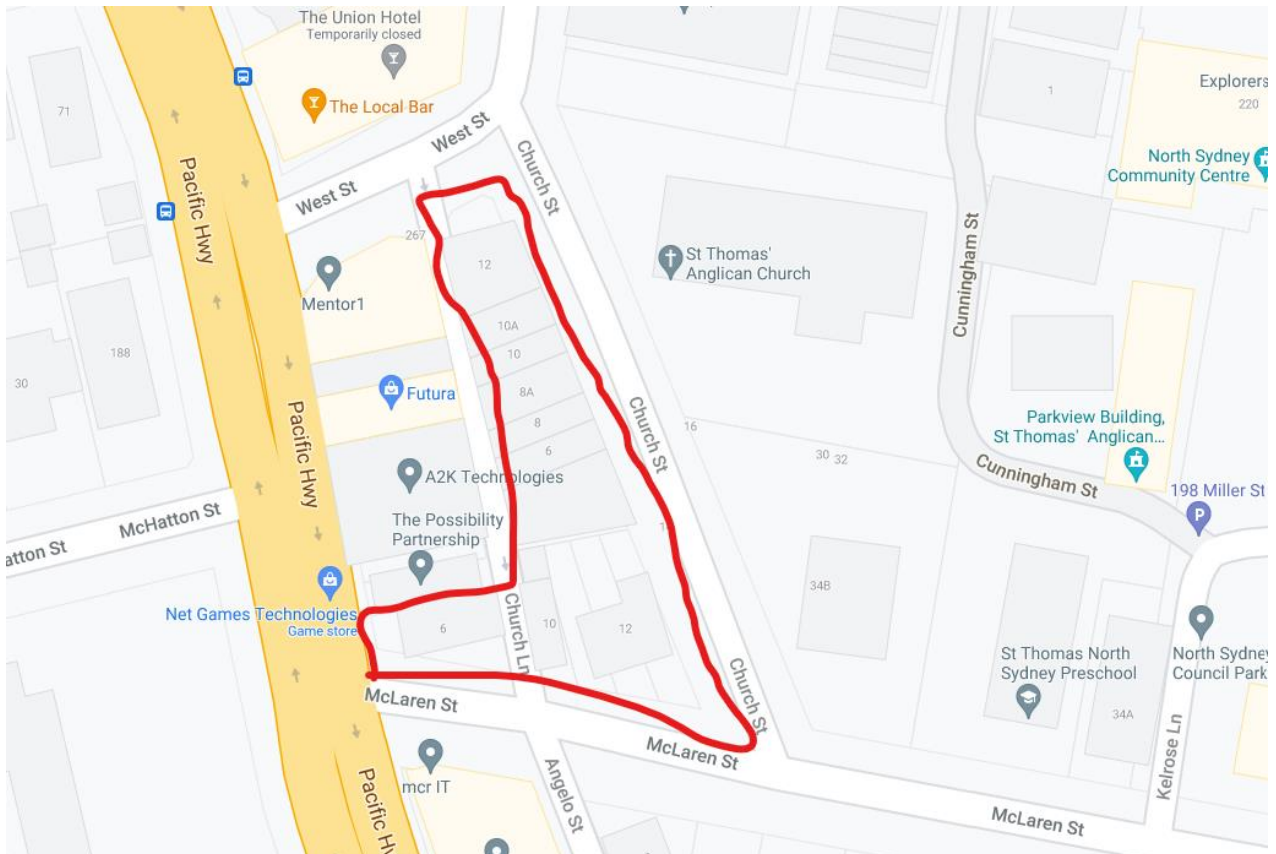 The Union Hotel
Temporarily closed
The Local Bar
71
Pacific Hwy
West St
West St
Church St
1
Explorers
220
North Sydney
Community Centre
267
Mentor1
12
St Thomas'
Anglican Church
Cunningham St
188
30
10A
10
8A
8
6
Futura
Pacific Hwy
Church St
16
30
32
Parkview Building,
St Thomas' Anglican...
A2K Technologies
Cunningham St
198 Miller St
P
McHatton St
atton St
The Possibility
Partnership
Net Games Technologies
Game store
6
Church Ln
10
12
34B
St Thomas North
Sydney Preschool
North Sydney
Council Park
34A
Church St
McLaren St
McLaren St
mcr IT
Angelo St
Kelrose Ln
McLaren St
Pacific Hw